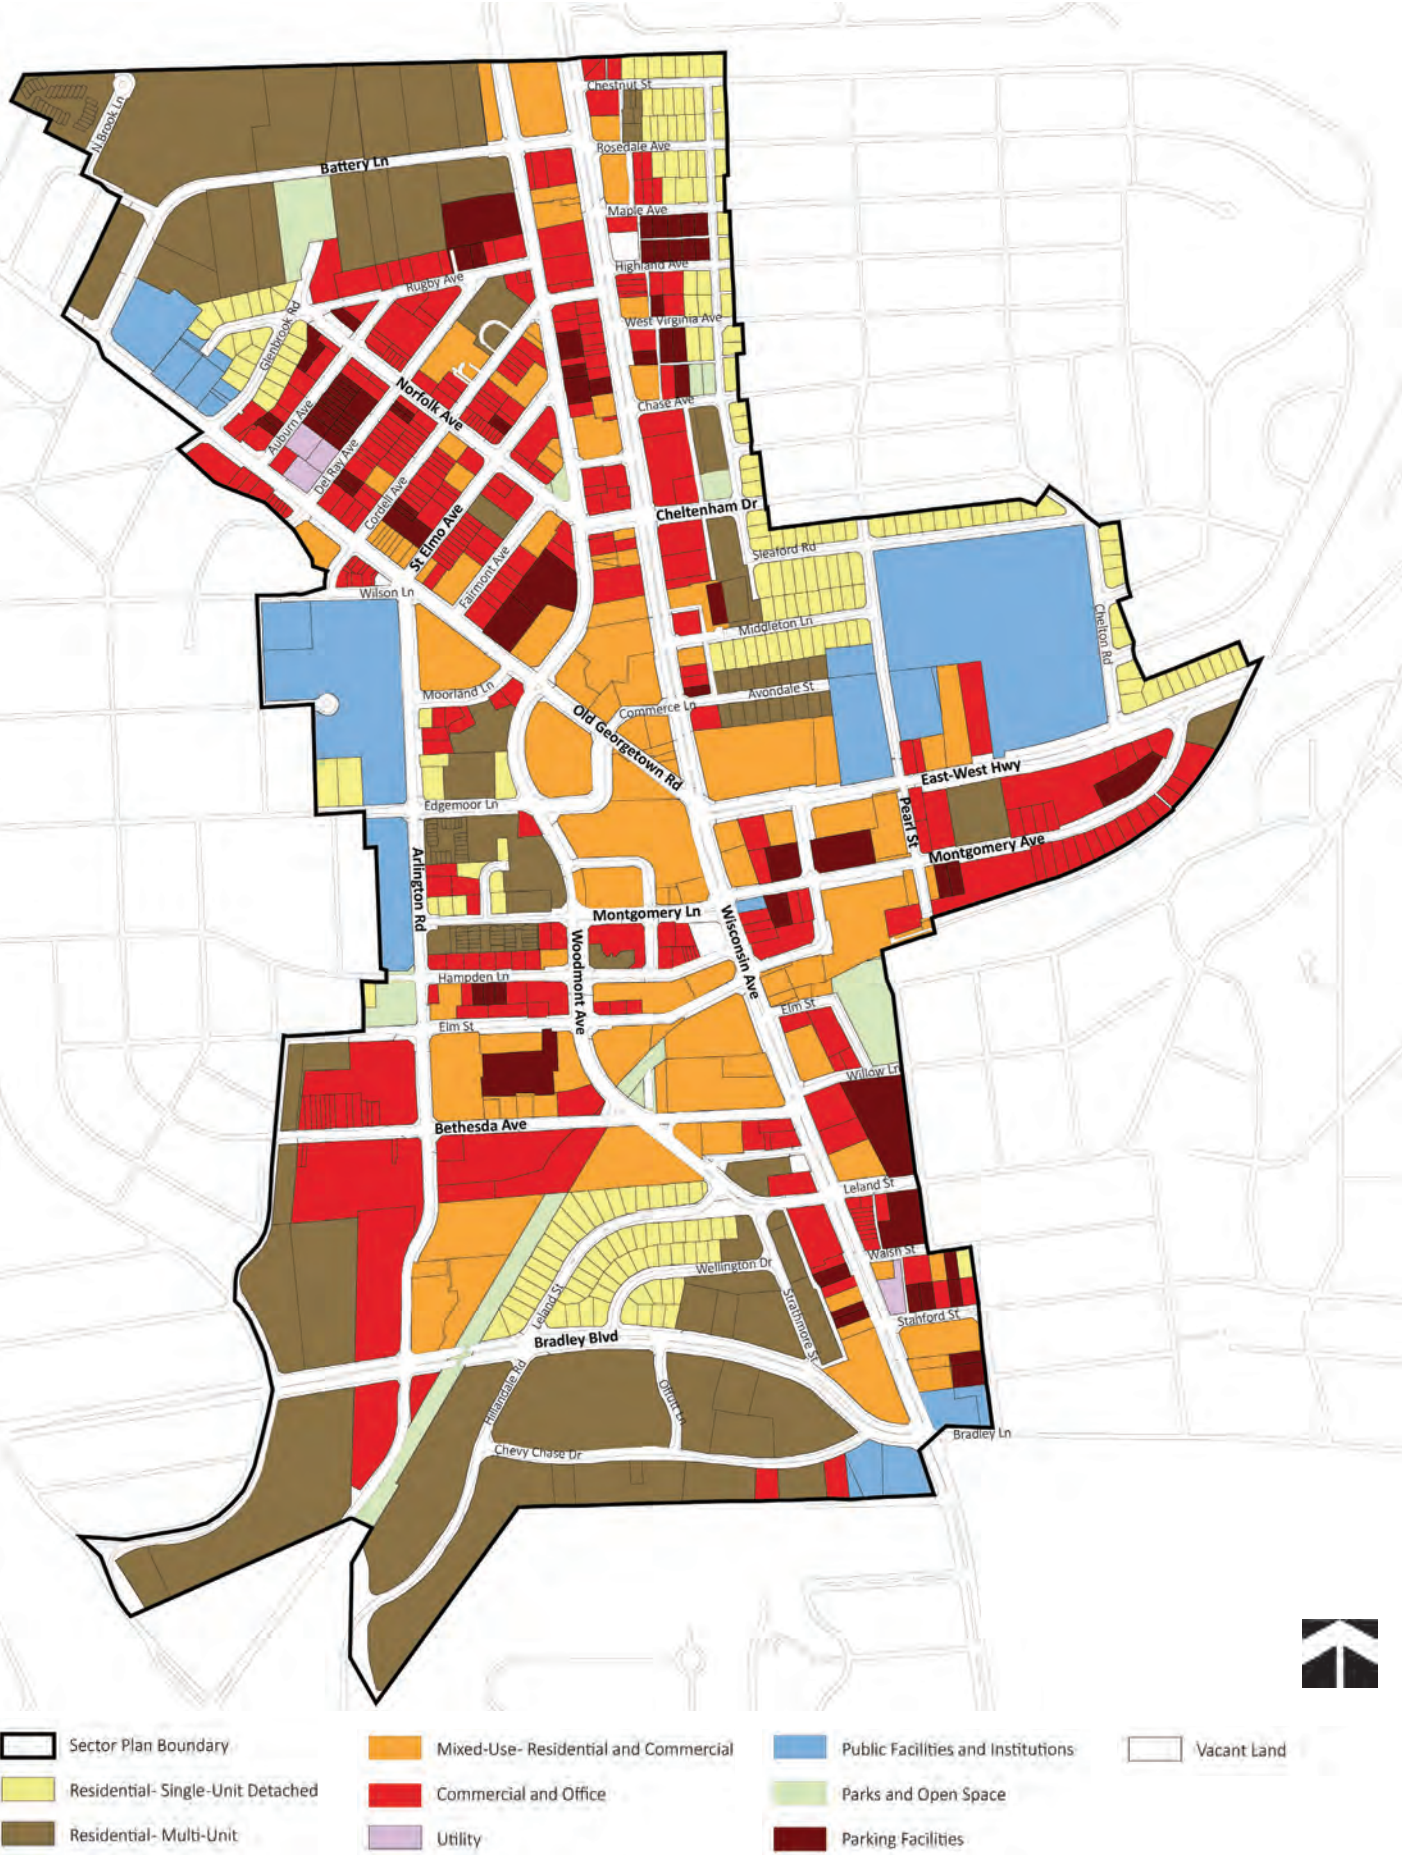 Chestnut St
N.Brook Ln
Rosedale Ave
Battery Ln
Maple Ave
Highland Ave
Rugby Ave
West Virginia Ave
Glenbrook Rd
Norfolk Ave
Chase Ave
Auburn Ave
Del Ray Ave
Cordell Ave
St Elmo Ave
Cheltenham Dr
Sleaford Rd
Fairmont Ave
Wilson Ln
Middleton Ln
Chelton Rd
Moorland Ln
Avondale St
Commerce Ln
Old Georgetown Rd
East-West Hwy
Edgemoor Ln
Pearl St
Montgomery Ave
Arlington Rd
Montgomery Ln
Wisconsin Ave
Woodmont Ave
Hampden Ln
Elm St
Elm St
Willow Ln
Bethesda Ave
Leland St
Walsh St
Wellington Dr
Leland St
Strathmore St
Stanford St
Bradley Blvd
Hillandale Rd
Offutt Ln
Bradley Ln
Chevy Chase Dr
Sector Plan Boundary
Residential- Single-Unit Detached
Residential- Multi-Unit
Mixed-Use- Residential and Commercial
Commercial and Office
Utility
Public Facilities and Institutions
Parks and Open Space
Parking Facilities
Vacant Land